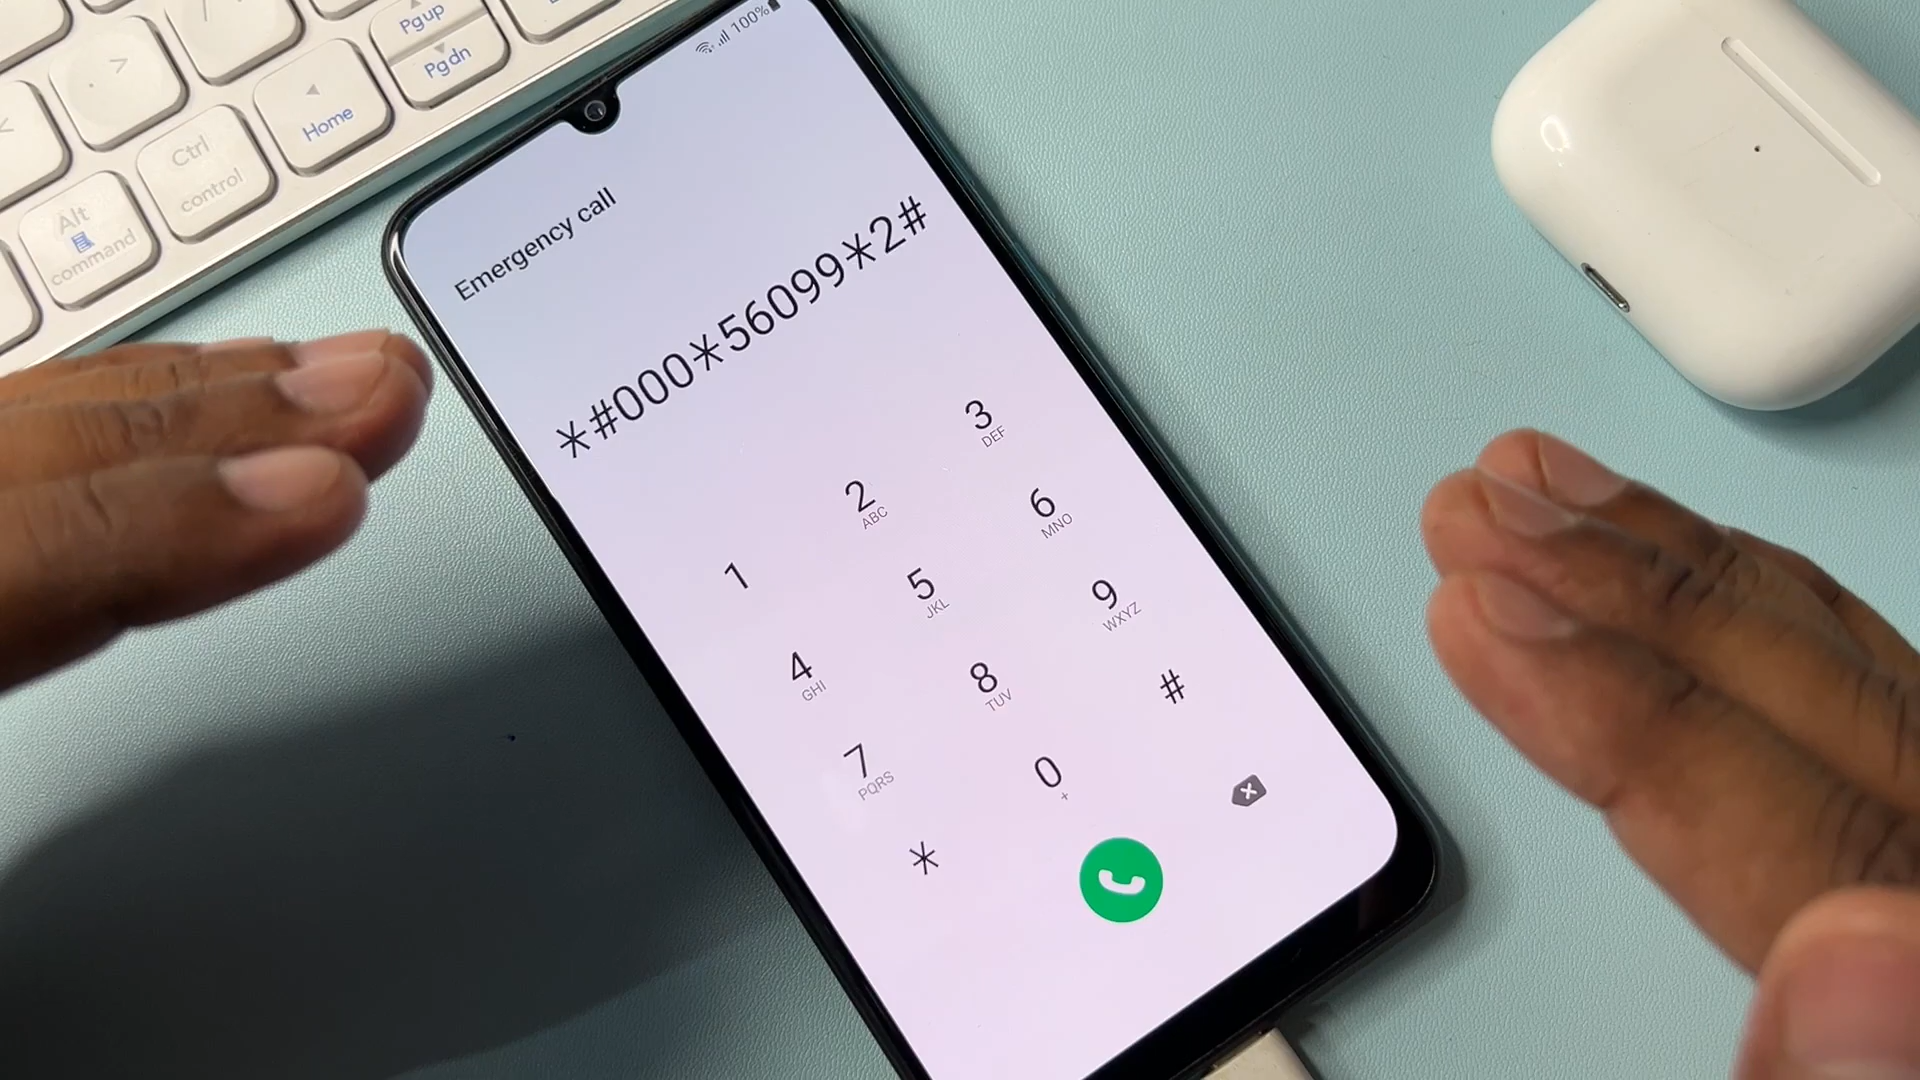 Pgup
Pgdn
Home
Ctrl
control
Alt
command
100%
Emergency call
*#000*56099*2#
1
2
ABC
3
DEF
4
GHI
5
JKL
6
MNO
7
PQRS
8
TUV
9
WXYZ
*
0
+
#